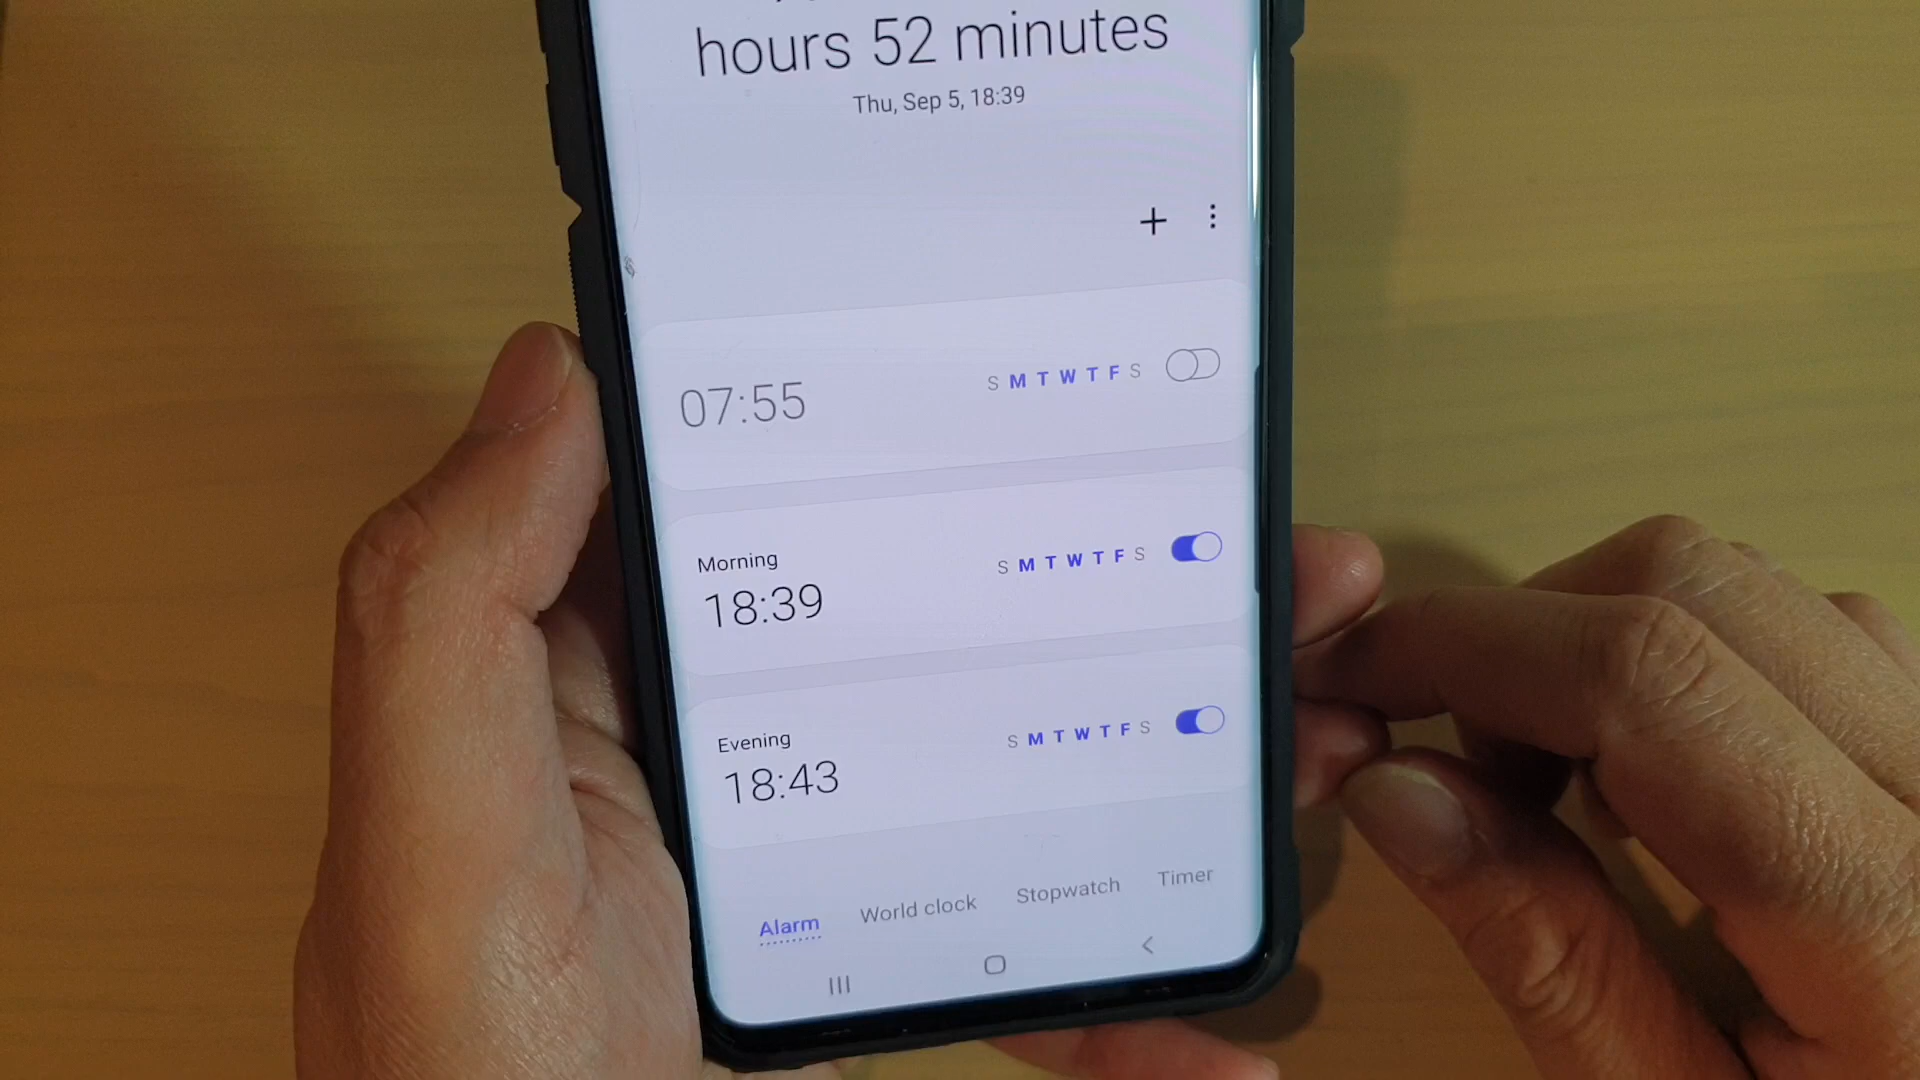 hours 52 minutes
Thu, Sep 5, 18:39
07:55 S M T W T F S
Morning
18:39 S M T W T F S
Evening
18:43 S M T W T F S
Alarm World clock Stopwatch Timer